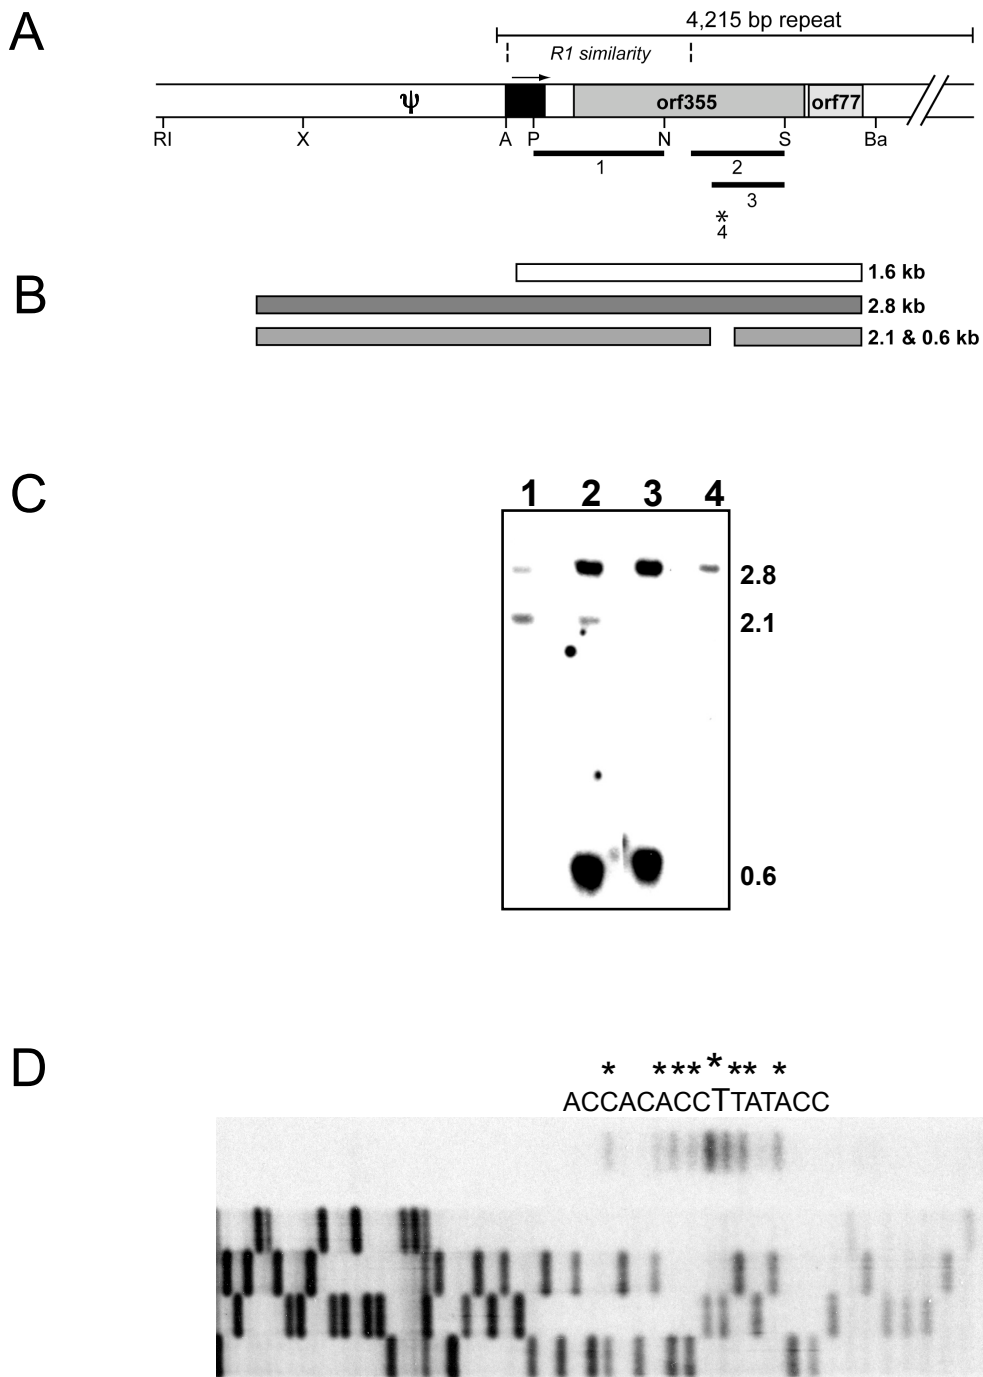 A
4,215 bp repeat
R1 similarity
ψ
orf355
orf77
RI X A P N S Ba
1
2
3
*
4
B
1.6 kb
2.8 kb
2.1 & 0.6 kb
C
1 2 3 4
2.8
2.1
0.6
D
* *** * ** *
ACCACACCTTATACC